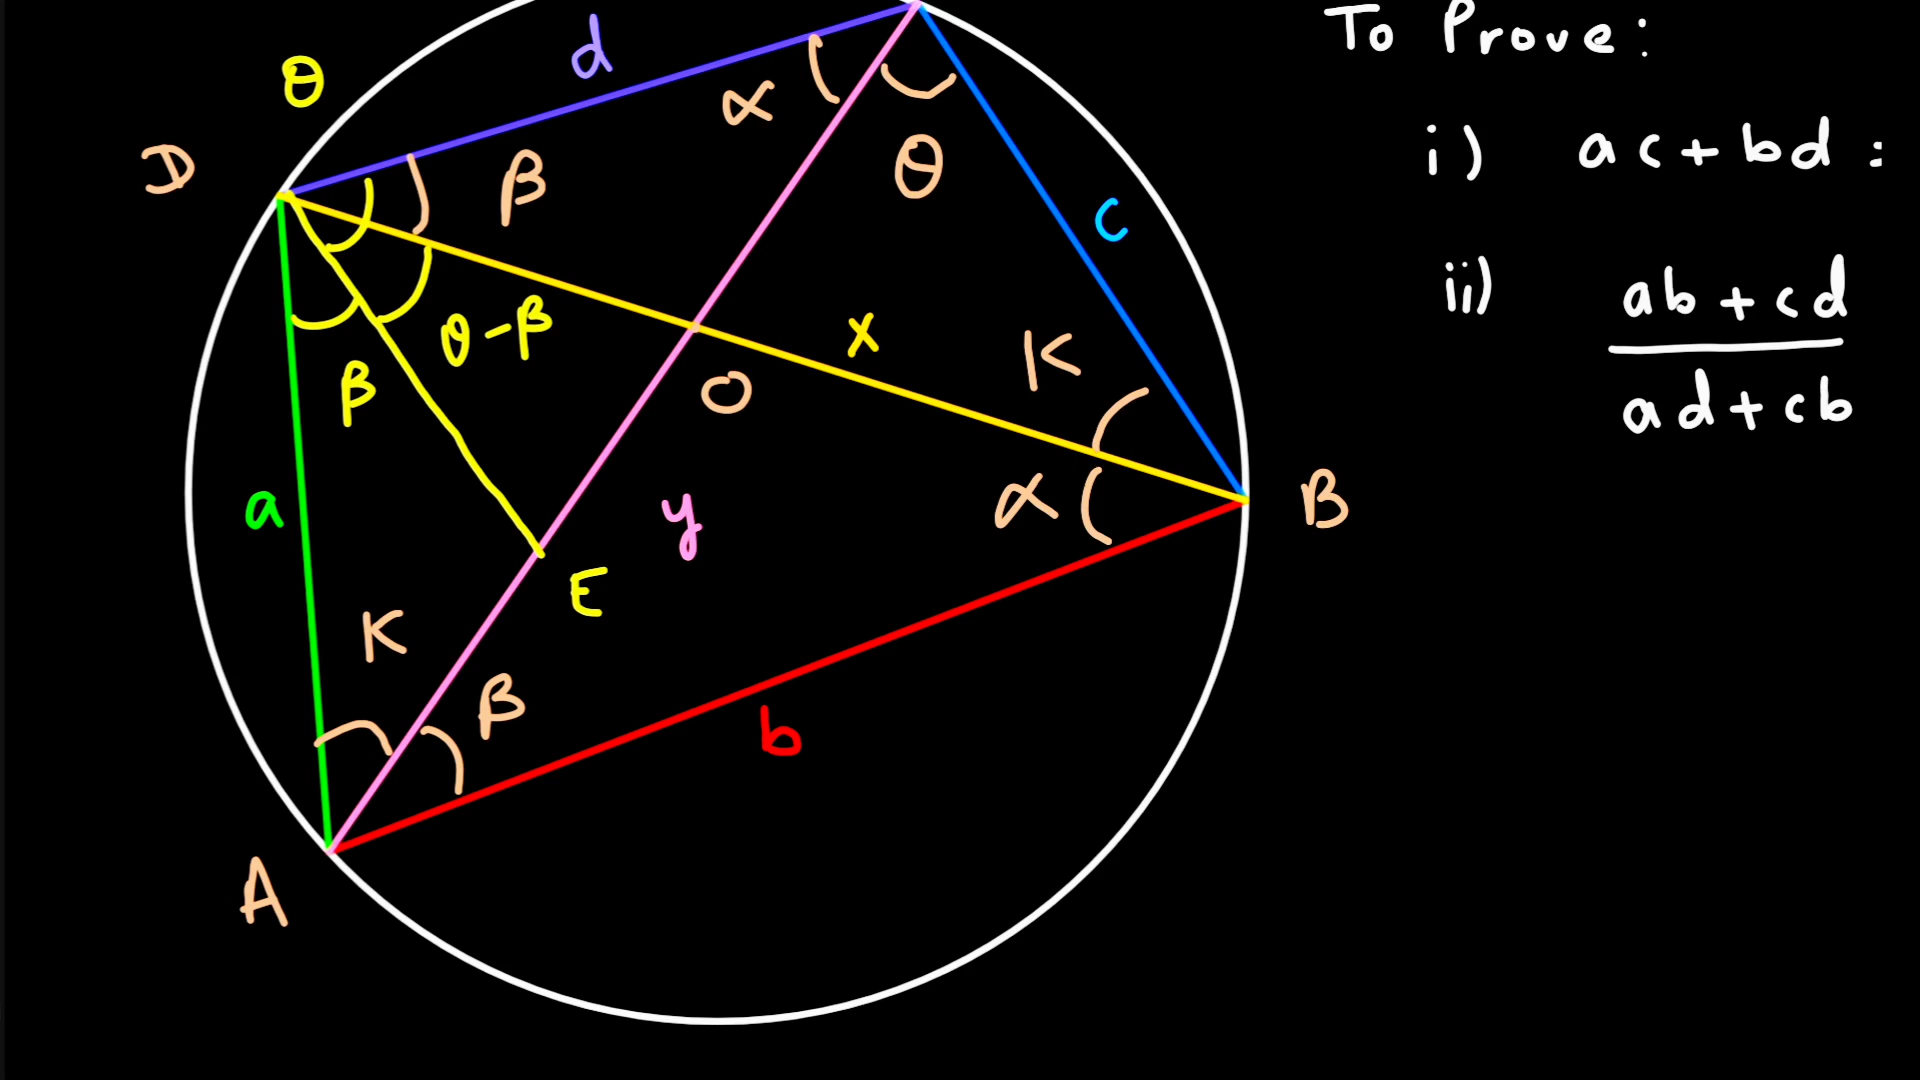 To Prove:
i) ac+bd =
ii) ab+cd
ad+cb
θ
d
α
D
β
θ
c
θ-β
x
K
β
O
a
y
α
B
E
K
β
b
A